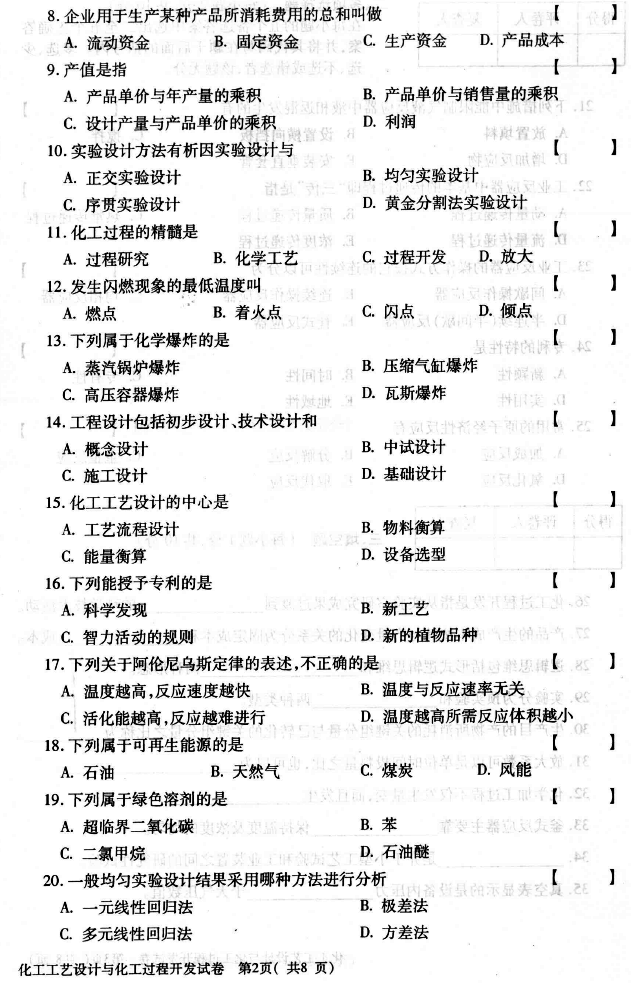 8.企业用于生产某种产品所消耗费用的总和叫做 【 】
A. 流动资金 B. 固定资金 C. 生产资金 D. 产品成本
9.产值是指 【 】
A. 产品单价与年产量的乘积 B. 产品单价与销售量的乘积
C. 设计产量与产品单价的乘积 D. 利润
10.实验设计方法有析因实验设计与 【 】
A. 正交实验设计 B. 均匀实验设计
C. 序贯实验设计 D. 黄金分割法实验设计
11.化工过程的精髓是 【 】
A. 过程研究 B. 化学工艺 C. 过程开发 D. 放大
12.发生闪燃现象的最低温度叫 【 】
A. 燃点 B. 着火点 C. 闪点 D. 倾点
13.下列属于化学爆炸的是 【 】
A. 蒸汽锅炉爆炸 B. 压缩气缸爆炸
C. 高压容器爆炸 D. 瓦斯爆炸
14.工程设计包括初步设计、技术设计和 【 】
A. 概念设计 B. 中试设计
C. 施工设计 D. 基础设计
15.化工工艺设计的中心是 【 】
A. 工艺流程设计 B. 物料衡算
C. 能量衡算 D. 设备选型
16.下列能授予专利的是 【 】
A. 科学发现 B. 新工艺
C. 智力活动的规则 D. 新的植物品种
17.下列关于阿伦尼乌斯定律的表述,不正确的是 【 】
A. 温度越高,反应速度越快 B. 温度与反应速率无关
C. 活化能越高,反应越难进行 D. 温度越高所需反应体积越小
18.下列属于可再生能源的是 【 】
A. 石油 B. 天然气 C. 煤炭 D. 风能
19.下列属于绿色溶剂的是 【 】
A. 超临界二氧化碳 B. 苯
C. 二氯甲烷 D. 石油醚
20.一般均匀实验设计结果采用哪种方法进行分析 【 】
A. 一元线性回归法 B. 极差法
C. 多元线性回归法 D. 方差法
化工工艺设计与化工过程开发试卷 第2页(共8 页)